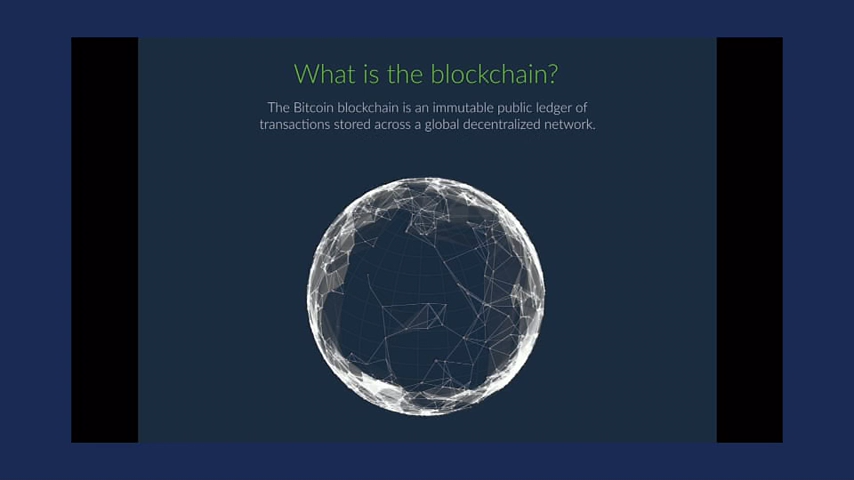 What is the blockchain?
The Bitcoin blockchain is an immutable public ledger of
transactions stored across a global decentralized network.